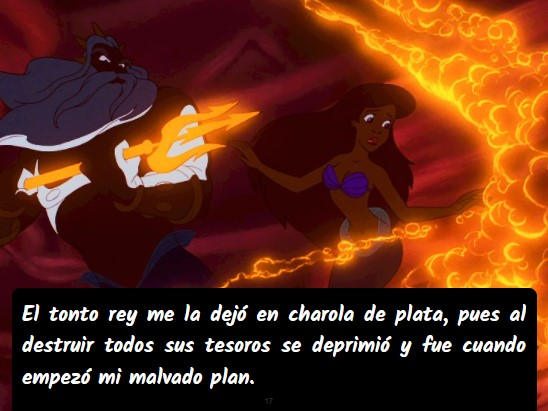 El tonto rey me la dejó en charola de plata, pues al
destruir todos sus tesoros se deprimió y fue cuando
empezó mi malvado plan.
17